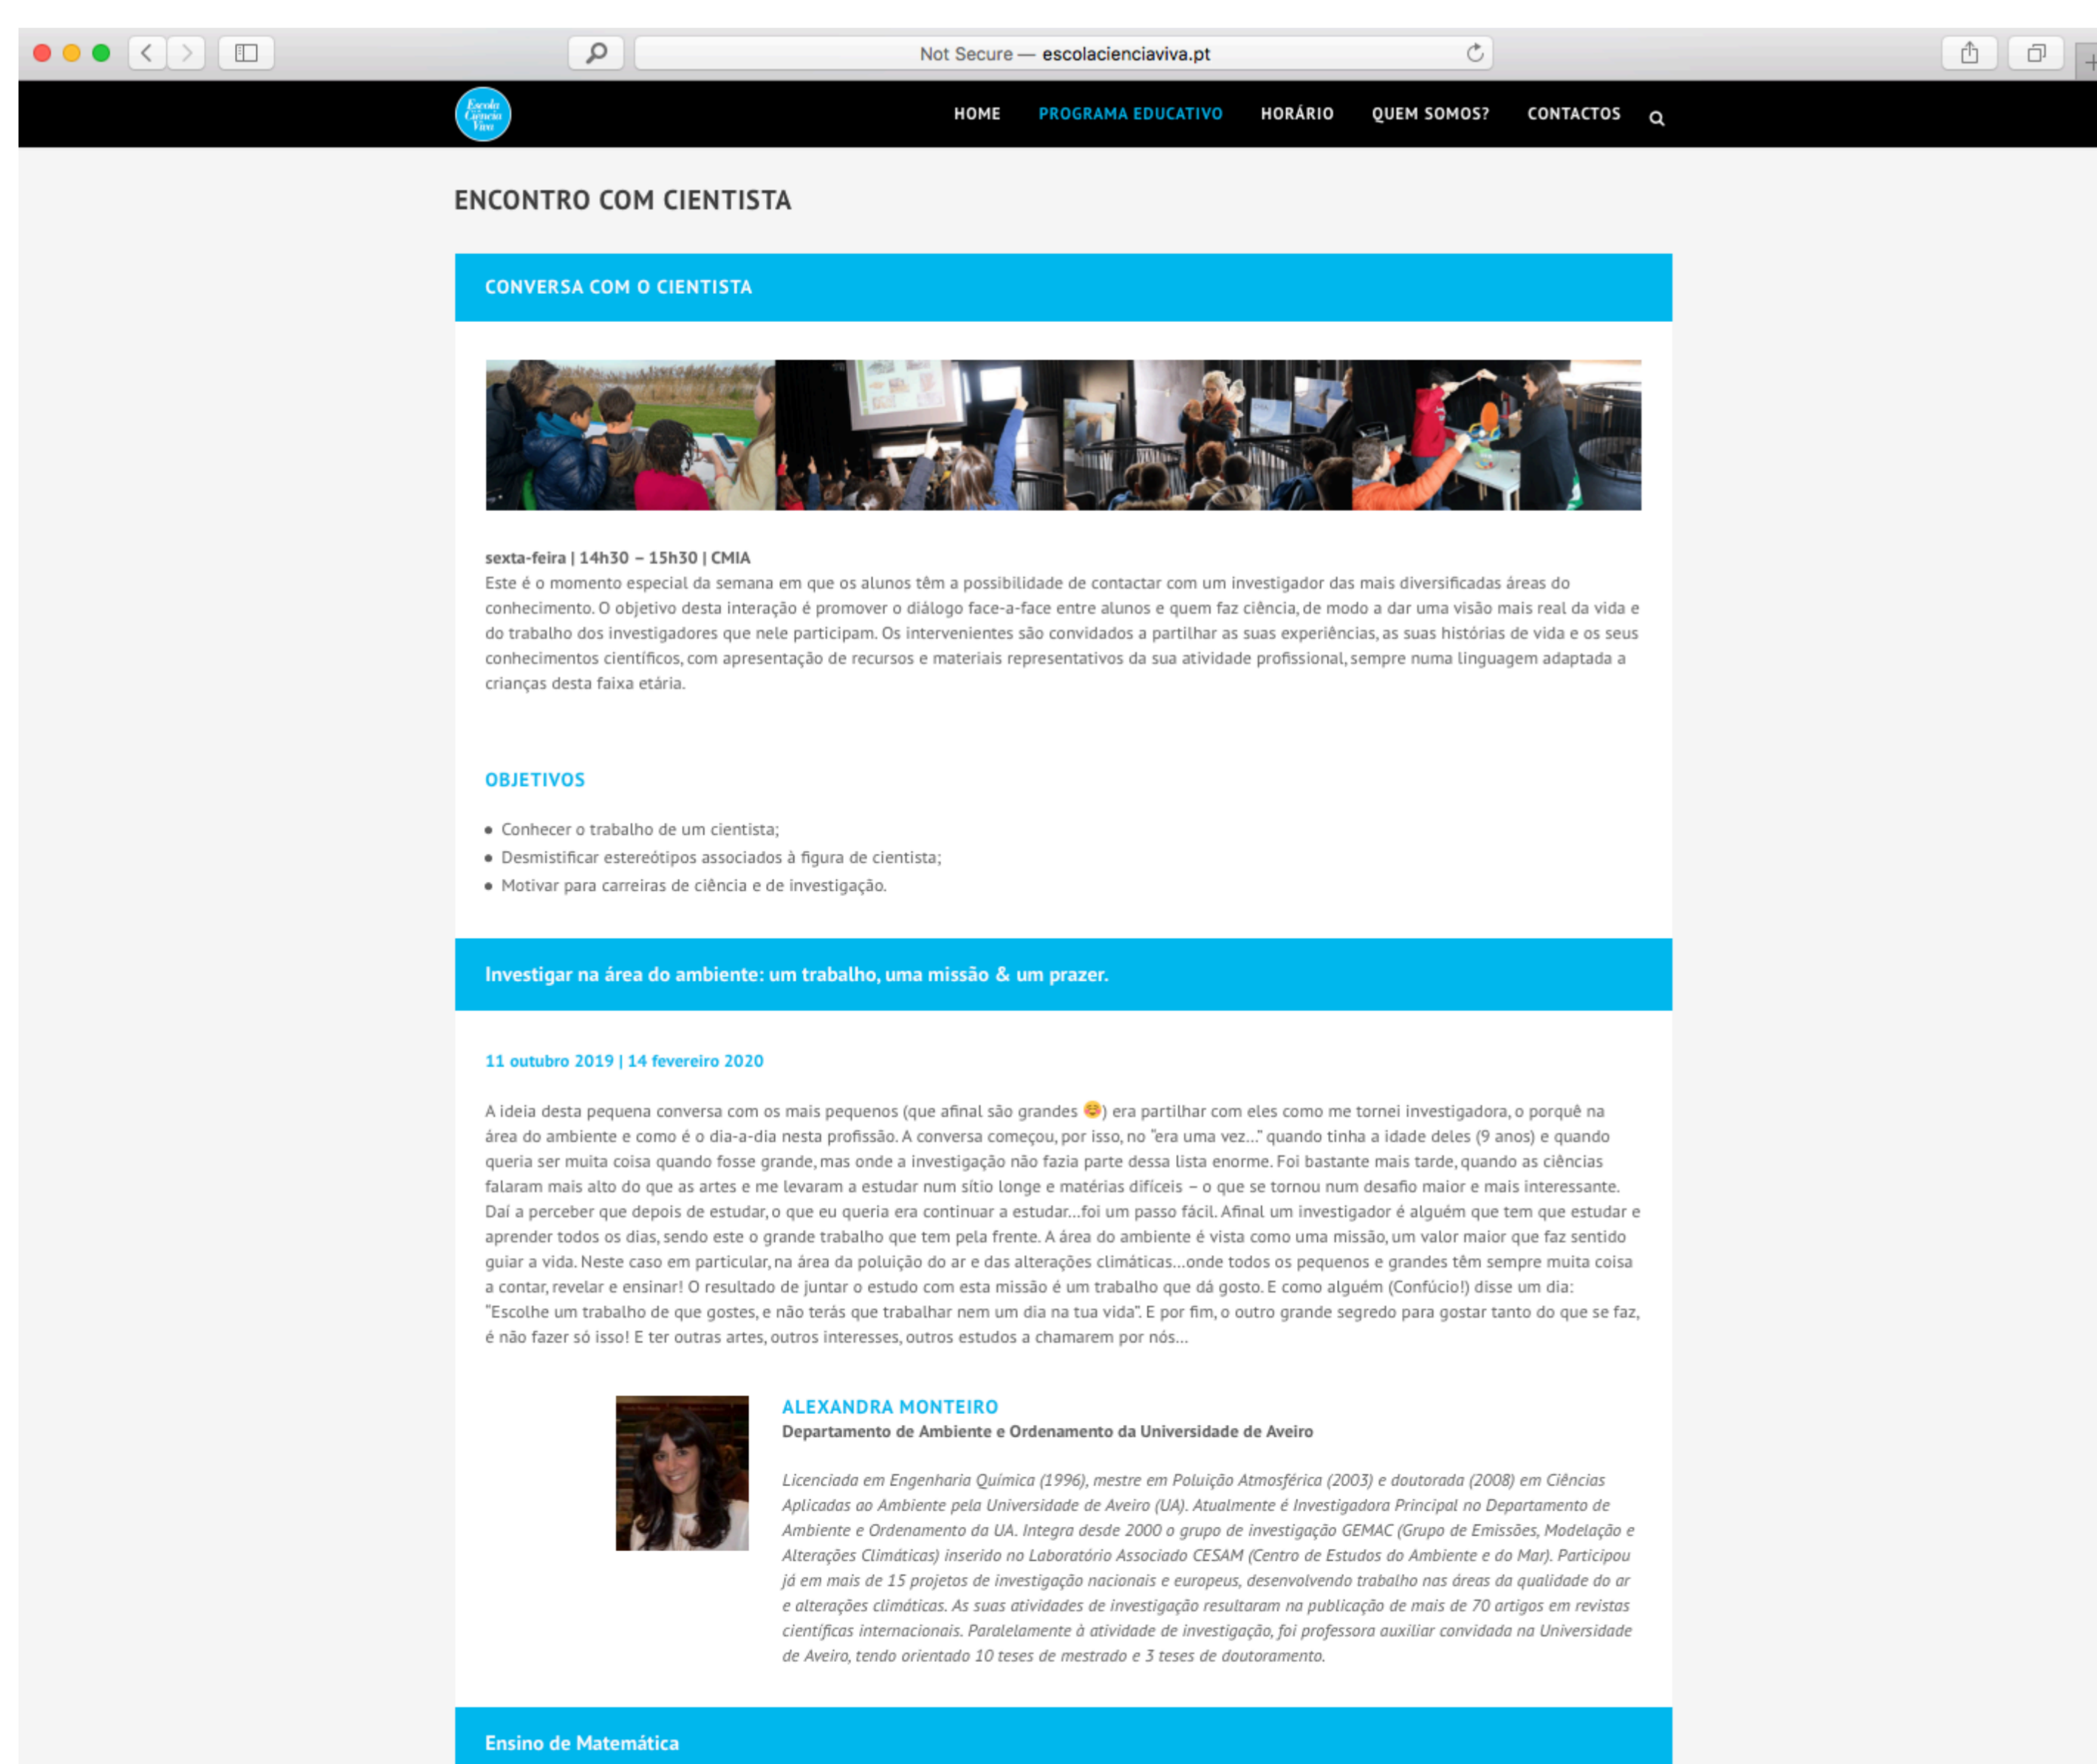 Not Secure — escolacienciaviva.pt
Escola
Ciência
Viva
HOME PROGRAMA EDUCATIVO HORÁRIO QUEM SOMOS? CONTACTOS
ENCONTRO COM CIENTISTA
CONVERSA COM O CIENTISTA
sexta-feira | 14h30 – 15h30 | CMIA
Este é o momento especial da semana em que os alunos têm a possibilidade de contactar com um investigador das mais diversificadas áreas do
conhecimento. O objetivo desta interação é promover o diálogo face-a-face entre alunos e quem faz ciência, de modo a dar uma visão mais real da vida e
do trabalho dos investigadores que nele participam. Os intervenientes são convidados a partilhar as suas experiências, as suas histórias de vida e os seus
conhecimentos científicos, com apresentação de recursos e materiais representativos da sua atividade profissional, sempre numa linguagem adaptada a
crianças desta faixa etária.
OBJETIVOS
• Conhecer o trabalho de um cientista;
• Desmistificar estereótipos associados à figura de cientista;
• Motivar para carreiras de ciência e de investigação.
Investigar na área do ambiente: um trabalho, uma missão & um prazer.
11 outubro 2019 | 14 fevereiro 2020
A ideia desta pequena conversa com os mais pequenos (que afinal são grandes 🥰) era partilhar com eles como me tornei investigadora, o porquê na
área do ambiente e como é o dia-a-dia nesta profissão. A conversa começou, por isso, no "era uma vez…" quando tinha a idade deles (9 anos) e quando
queria ser muita coisa quando fosse grande, mas onde a investigação não fazia parte dessa lista enorme. Foi bastante mais tarde, quando as ciências
falaram mais alto do que as artes e me levaram a estudar num sítio longe e matérias difíceis – o que se tornou num desafio maior e mais interessante.
Daí a perceber que depois de estudar, o que eu queria era continuar a estudar…foi um passo fácil. Afinal um investigador é alguém que tem que estudar e
aprender todos os dias, sendo este o grande trabalho que tem pela frente. A área do ambiente é vista como uma missão, um valor maior que faz sentido
guiar a vida. Neste caso em particular, na área da poluição do ar e das alterações climáticas…onde todos os pequenos e grandes têm sempre muita coisa
a contar, revelar e ensinar! O resultado de juntar o estudo com esta missão é um trabalho que dá gosto. E como alguém (Confúcio!) disse um dia:
"Escolhe um trabalho de que gostes, e não terás que trabalhar nem um dia na tua vida". E por fim, o outro grande segredo para gostar tanto do que se faz,
é não fazer só isso! E ter outras artes, outros interesses, outros estudos a chamarem por nós…
ALEXANDRA MONTEIRO
Departamento de Ambiente e Ordenamento da Universidade de Aveiro
Licenciada em Engenharia Química (1996), mestre em Poluição Atmosférica (2003) e doutorada (2008) em Ciências
Aplicadas ao Ambiente pela Universidade de Aveiro (UA). Atualmente é Investigadora Principal no Departamento de
Ambiente e Ordenamento da UA. Integra desde 2000 o grupo de investigação GEMAC (Grupo de Emissões, Modelação e
Alterações Climáticas) inserido no Laboratório Associado CESAM (Centro de Estudos do Ambiente e do Mar). Participou
já em mais de 15 projetos de investigação nacionais e europeus, desenvolvendo trabalho nas áreas da qualidade do ar
e alterações climáticas. As suas atividades de investigação resultaram na publicação de mais de 70 artigos em revistas
científicas internacionais. Paralelamente à atividade de investigação, foi professora auxiliar convidada na Universidade
de Aveiro, tendo orientado 10 teses de mestrado e 3 teses de doutoramento.
Ensino de Matemática